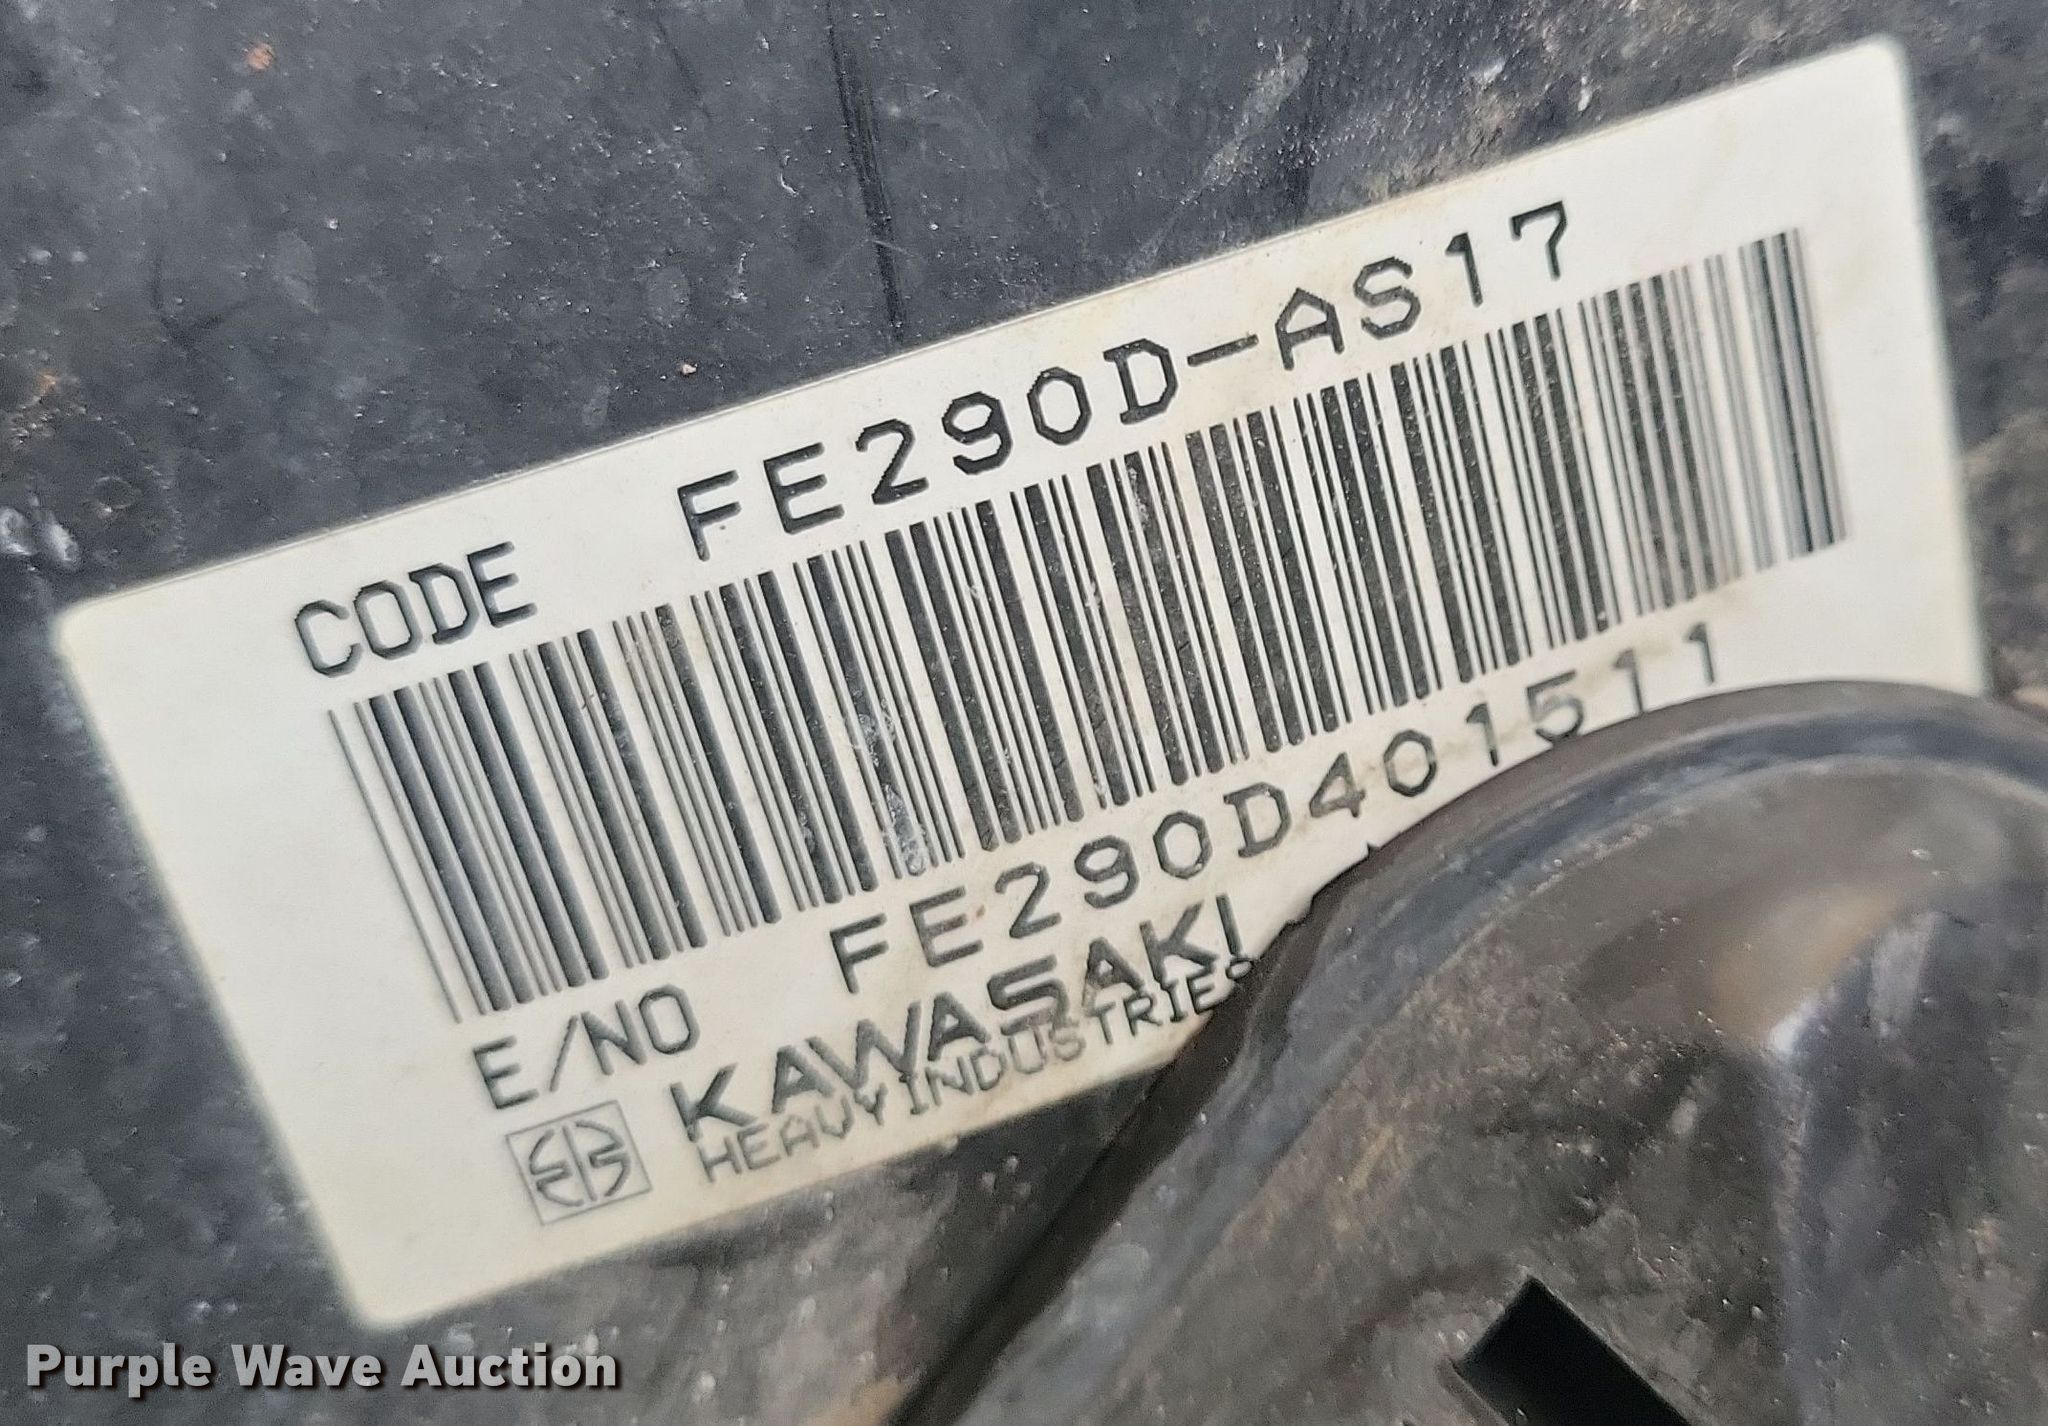 CODE FE290D-AS17
E/NO FE290D401511
KAWASAKI
HEAVY INDUSTRIES
Purple Wave Auction